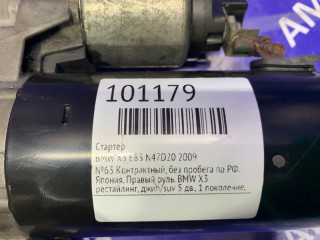 101179
Стартер
BMW X3 E83 N47D20 2009
№63 Контрактный, без пробега по РФ.
Япония. Правый руль. BMW X3
рестайлинг, джип/suv 5 дв., 1 поколение,